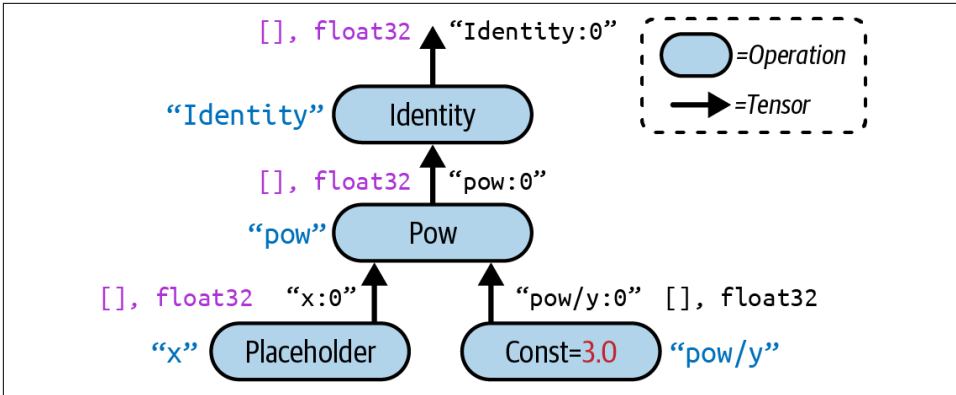 [], float32 “Identity:0”
=Operation
“Identity” Identity
=Tensor
[], float32 “pow:0”
“pow” Pow
[], float32 “x:0” “pow/y:0” [], float32
“x” Placeholder Const=3.0 “pow/y”